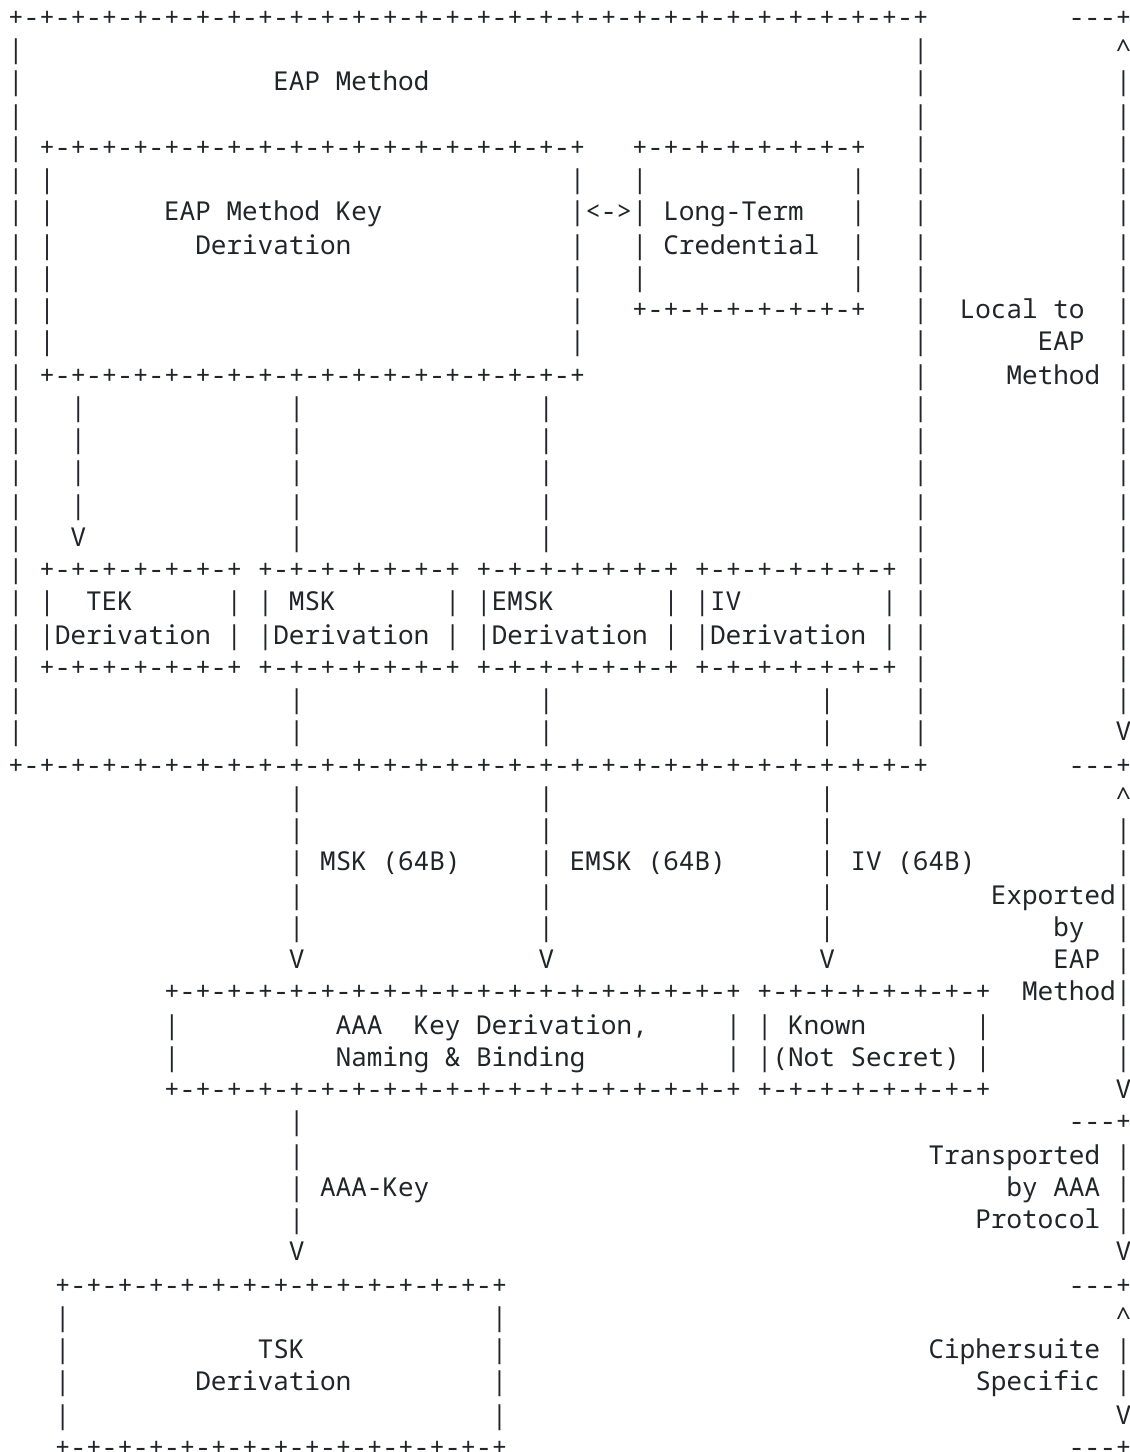 +-+-+-+-+-+-+-+-+-+-+-+-+-+-+-+-+-+-+-+-+-+-+-+-+-+-+-+-+-+         ---+
|                                                         |            ^
|                EAP Method                               |            |
|                                                         |            |
| +-+-+-+-+-+-+-+-+-+-+-+-+-+-+-+-+-+-+   +-+-+-+-+-+-+-+   |            |
| |                                 |   |             |   |            |
| |       EAP Method Key            |<->| Long-Term   |   |            |
| |         Derivation              |   | Credential  |   |            |
| |                                 |   |             |   |            |
| |                                 |   +-+-+-+-+-+-+-+   |  Local to  |
| |                                 |                     |       EAP  |
| +-+-+-+-+-+-+-+-+-+-+-+-+-+-+-+-+-+-+                     |     Method |
|   |             |               |                       |            |
|   |             |               |                       |            |
|   |             |               |                       |            |
|   |             |               |                       |            |
|   V             |               |                       |            |
| +-+-+-+-+-+-+ +-+-+-+-+-+-+ +-+-+-+-+-+-+ +-+-+-+-+-+-+ |            |
| |  TEK      | | MSK       | |EMSK       | |IV         | |            |
| |Derivation | |Derivation | |Derivation | |Derivation | |            |
| +-+-+-+-+-+-+ +-+-+-+-+-+-+ +-+-+-+-+-+-+ +-+-+-+-+-+-+ |            |
|                 |               |                 |     |            |
|                 |               |                 |     |            V
+-+-+-+-+-+-+-+-+-+-+-+-+-+-+-+-+-+-+-+-+-+-+-+-+-+-+-+-+-+         ---+
                  |               |                 |                  ^
                  |               |                 |                  |
                  | MSK (64B)     | EMSK (64B)      | IV (64B)         |
                  |               |                 |          Exported|
                  |               |                 |              by  |
                  V               V                 V              EAP |
          +-+-+-+-+-+-+-+-+-+-+-+-+-+-+-+-+-+-+-+ +-+-+-+-+-+-+-+-+  Method|
          |          AAA  Key Derivation,     | | Known       |        |
          |          Naming & Binding         | |(Not Secret) |        |
          +-+-+-+-+-+-+-+-+-+-+-+-+-+-+-+-+-+-+-+ +-+-+-+-+-+-+-+-+        V
                  |                                                 ---+
                  |                                        Transported |
                  | AAA-Key                                     by AAA |
                  |                                           Protocol |
                  V                                                    V
   +-+-+-+-+-+-+-+-+-+-+-+-+-+-+-+                                    ---+
   |                           |                                       ^
   |            TSK            |                           Ciphersuite |
   |        Derivation         |                              Specific |
   |                           |                                       V
   +-+-+-+-+-+-+-+-+-+-+-+-+-+-+-+                                    ---+